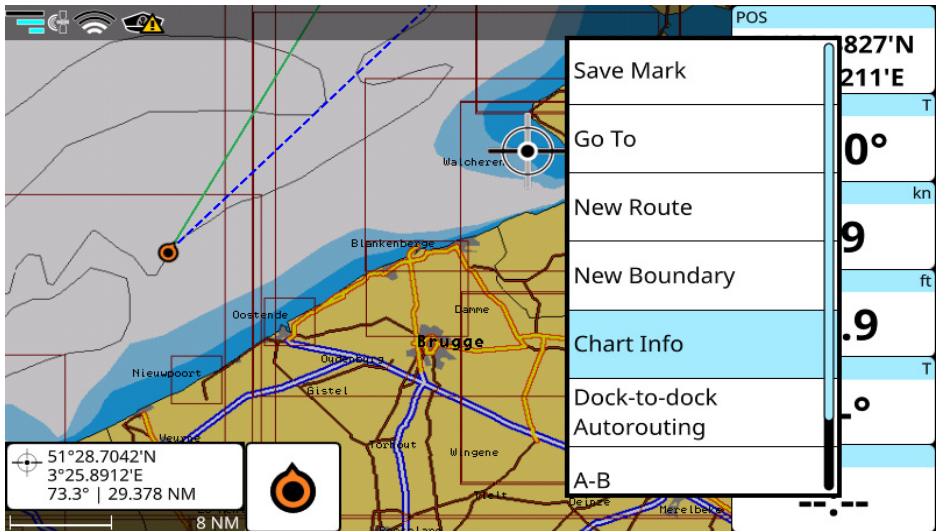 POS
827'N
211'E
T
0°
kn
9
ft
.9
T
-°
--.-
Save Mark
Go To
New Route
New Boundary
Chart Info
Dock-to-dock
Autorouting
A-B
Walcheren
Blankenberge
Oostende
Damme
Brugge
Oudenburg
Nieuwpoort
Gistel
Veurne
Torhout
Wingene
Tielt
Deinze
Merelbeke
51°28.7042'N
3°25.8912'E
73.3° | 29.378 NM
8 NM